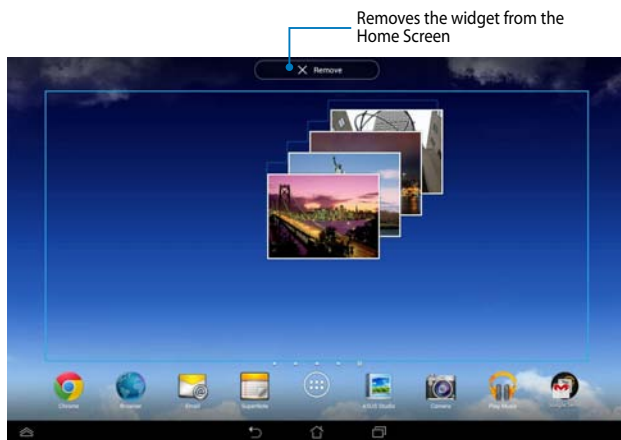 Removes the widget from the
Home Screen
Remove
Chrome
Browser
Email
SuperNote
ASUS Studio
Camera
Play Music